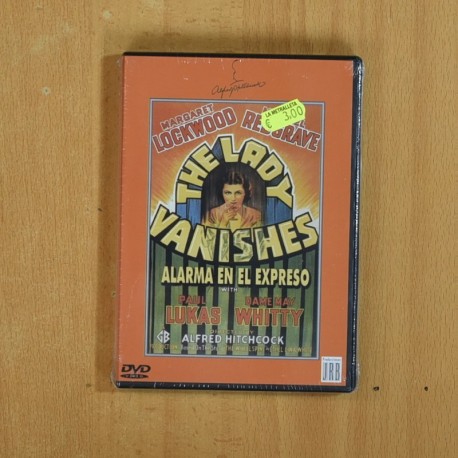 LA METRALLETA
€ 3,00
MARGARET
LOCKWOOD
REDGRAVE
THE LADY
VANISHES
ALARMA EN EL EXPRESO
WITH
PAUL LUKAS
DAME MAY WHITTY
ALFRED HITCHCOCK
GB
DVD
JRB